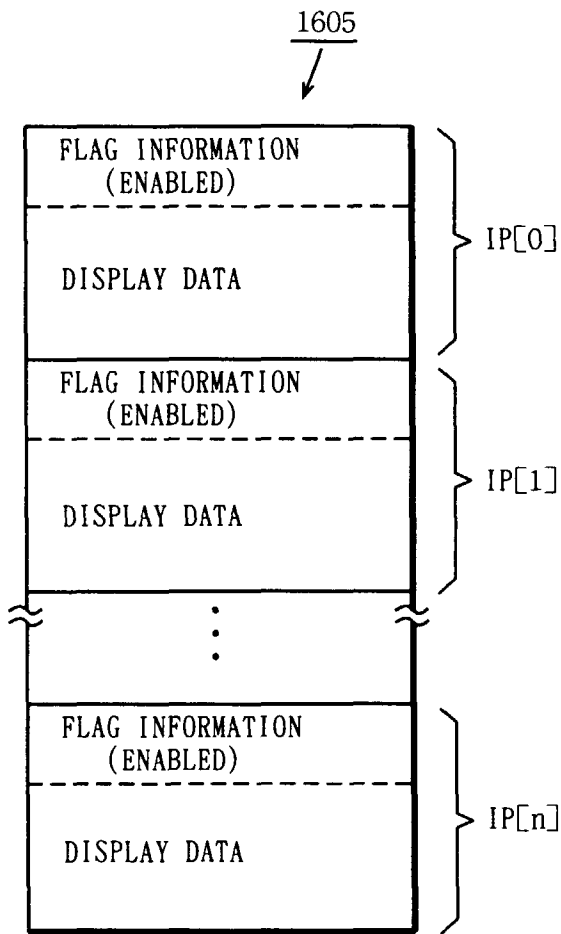 1605
FLAG INFORMATION
(ENABLED)
DISPLAY DATA
IP[0]
FLAG INFORMATION
(ENABLED)
DISPLAY DATA
IP[1]
FLAG INFORMATION
(ENABLED)
DISPLAY DATA
IP[n]